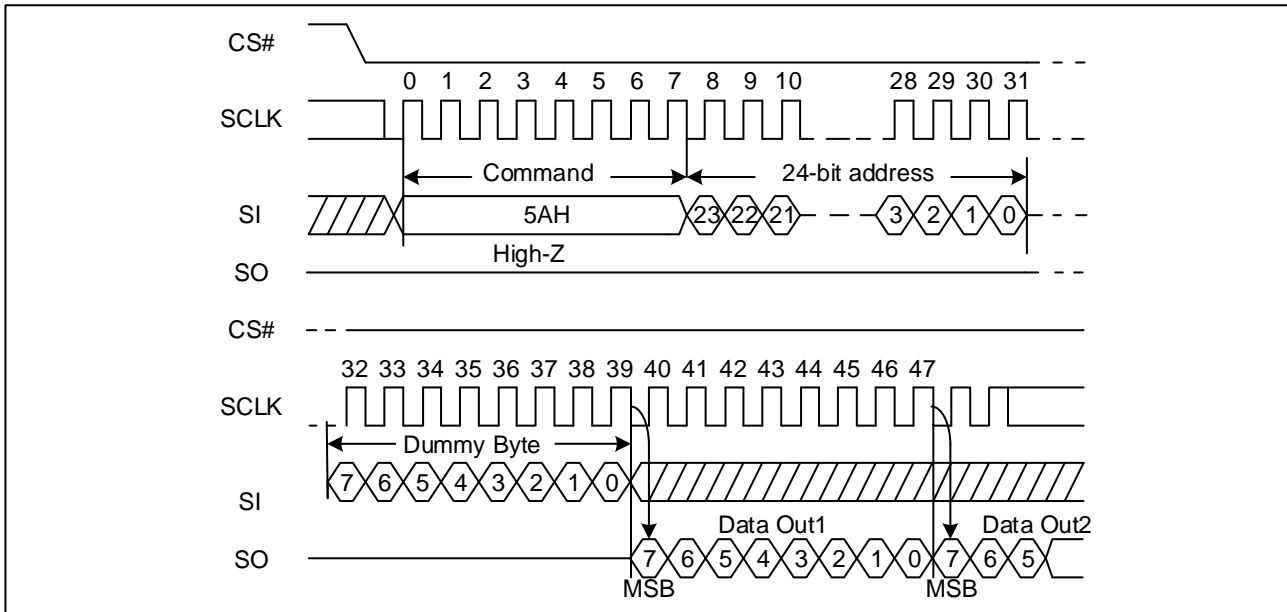 CS#
0 1 2 3 4 5 6 7 8 9 10 28 29 30 31
SCLK
Command 24-bit address
SI 5AH 23 22 21 3 2 1 0
High-Z
SO
CS#
32 33 34 35 36 37 38 39 40 41 42 43 44 45 46 47
SCLK
Dummy Byte
SI 7 6 5 4 3 2 1 0
Data Out1 Data Out2
SO 7 6 5 4 3 2 1 0 7 6 5
MSB MSB